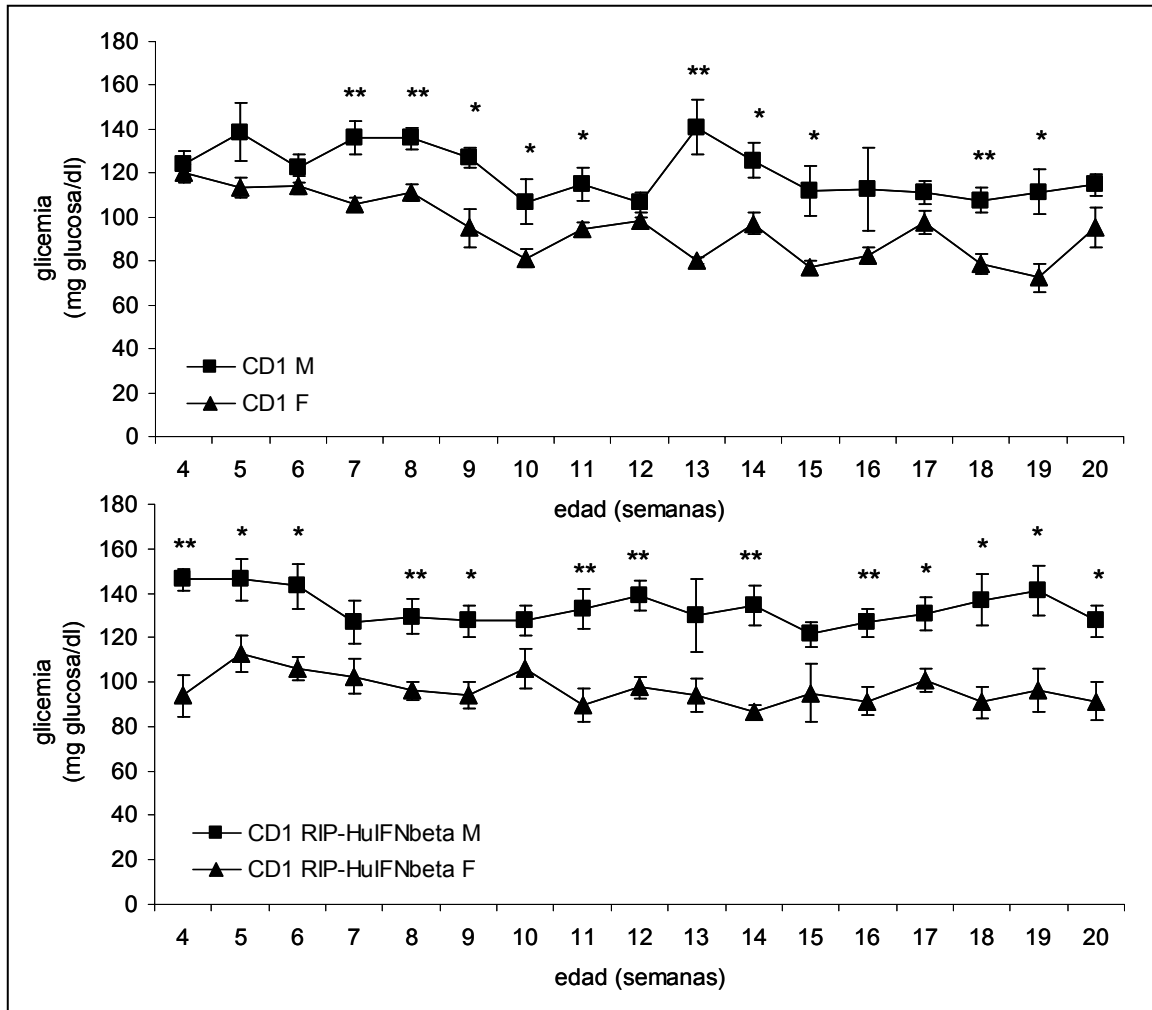 180
160
140
120
100
80
60
40
20
0
glicemia
(mg glucosa/dl)
** ** * * * ** * * ** *
CD1 M
CD1 F
4 5 6 7 8 9 10 11 12 13 14 15 16 17 18 19 20
edad (semanas)
180
160
140
120
100
80
60
40
20
0
glicemia
(mg glucosa/dl)
** * * ** * ** ** ** ** * * * *
CD1 RIP-HuIFNbeta M
CD1 RIP-HuIFNbeta F
4 5 6 7 8 9 10 11 12 13 14 15 16 17 18 19 20
edad (semanas)